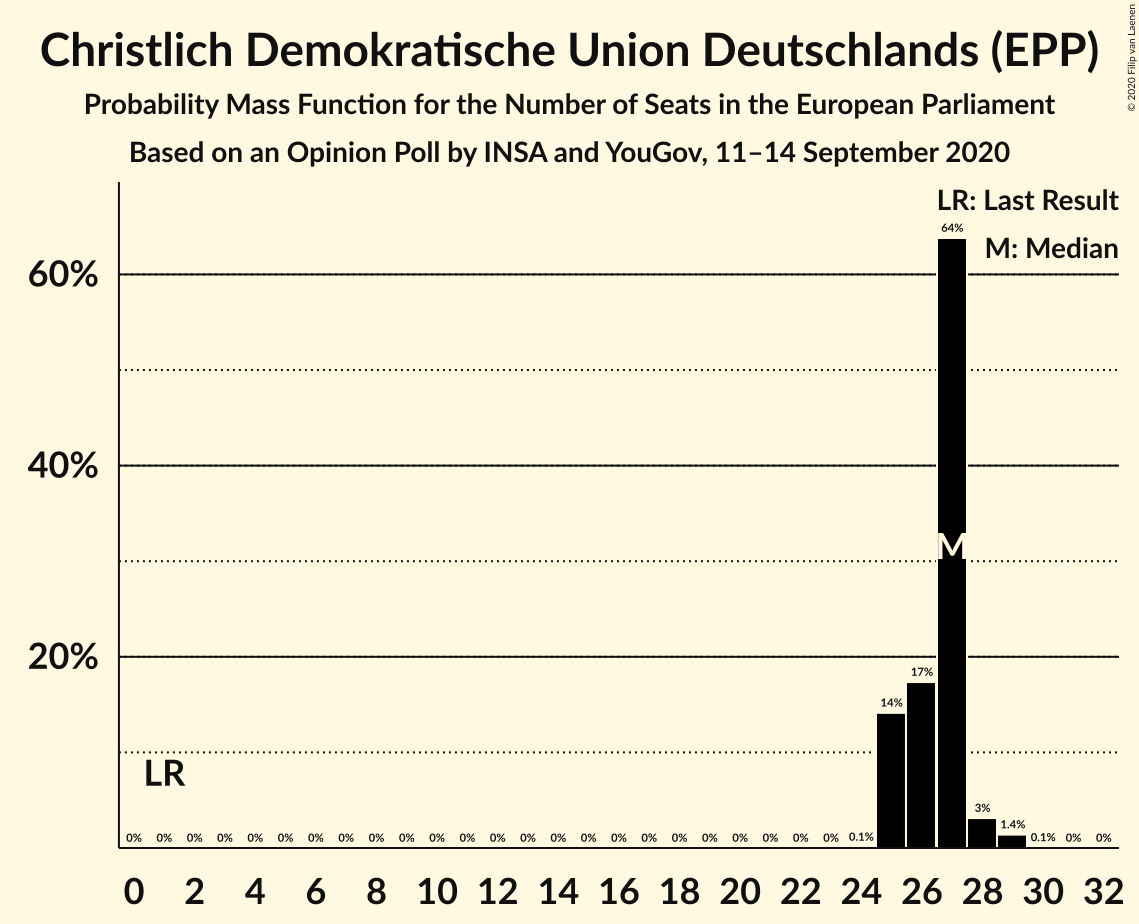 Christlich Demokratische Union Deutschlands (EPP)
Probability Mass Function for the Number of Seats in the European Parliament
Based on an Opinion Poll by INSA and YouGov, 11–14 September 2020
© 2020 Filip van Laenen
LR: Last Result
M: Median
64%
60%
40%
M
20%
17%
14%
LR
3%
1.4%
0% 0% 0% 0% 0% 0% 0% 0% 0% 0% 0% 0% 0% 0% 0% 0% 0% 0% 0% 0% 0% 0% 0% 0% 0.1% 0.1% 0% 0%
0 2 4 6 8 10 12 14 16 18 20 22 24 26 28 30 32